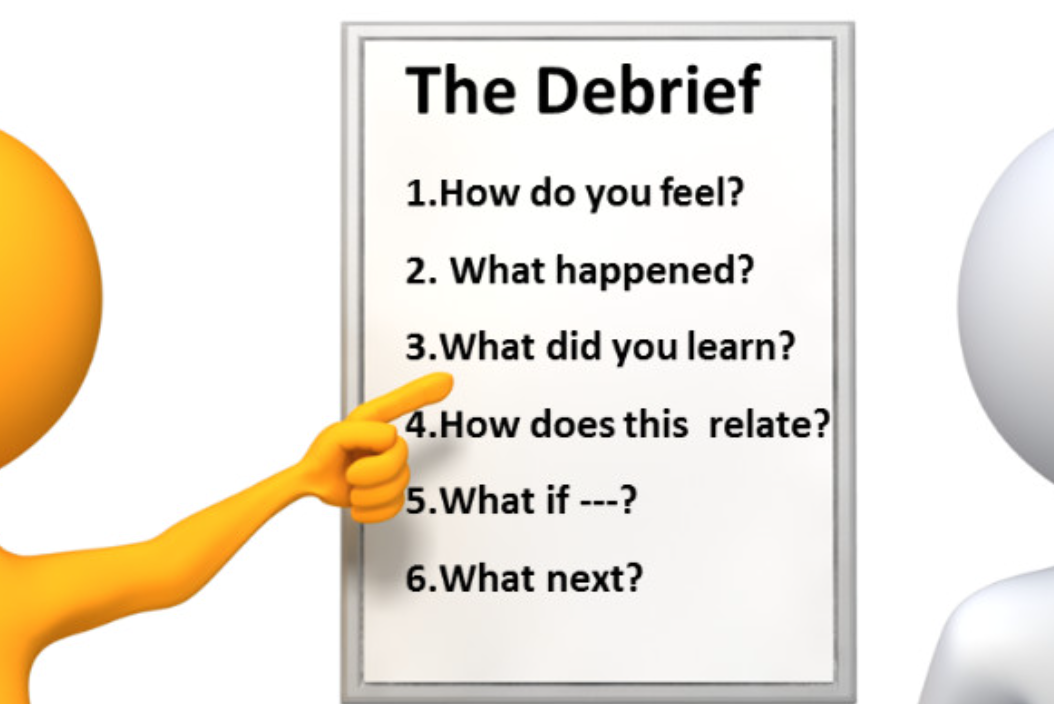 The Debrief
1.How do you feel?
2. What happened?
3.What did you learn?
4.How does this relate?
5.What if ---?
6.What next?